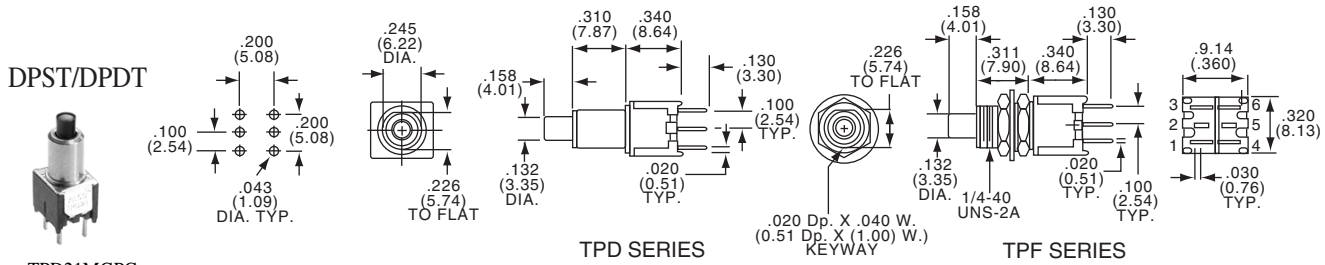 DPST/DPDT
.200
(5.08)
.100
(2.54)
.200
(5.08)
.043
(1.09)
DIA. TYP.
.245
(6.22)
DIA.
.226
(5.74)
TO FLAT
.310
(7.87)
.340
(8.64)
.158
(4.01)
.130
(3.30)
.100
(2.54)
TYP.
.132
(3.35)
DIA.
.020
(0.51)
TYP.
TPD SERIES
.226
(5.74)
TO FLAT
.020 Dp. X .040 W.
(0.51 Dp. X (1.00) W.)
KEYWAY
.158
(4.01)
.311
(7.90)
.340
(8.64)
.130
(3.30)
.132
(3.35)
DIA.
1/4-40
UNS-2A
.020
(0.51)
TYP.
.100
(2.54)
TYP.
TPF SERIES
.9.14
(.360)
3 6
2 5
1 4
.320
(8.13)
.030
(0.76)
TYP.